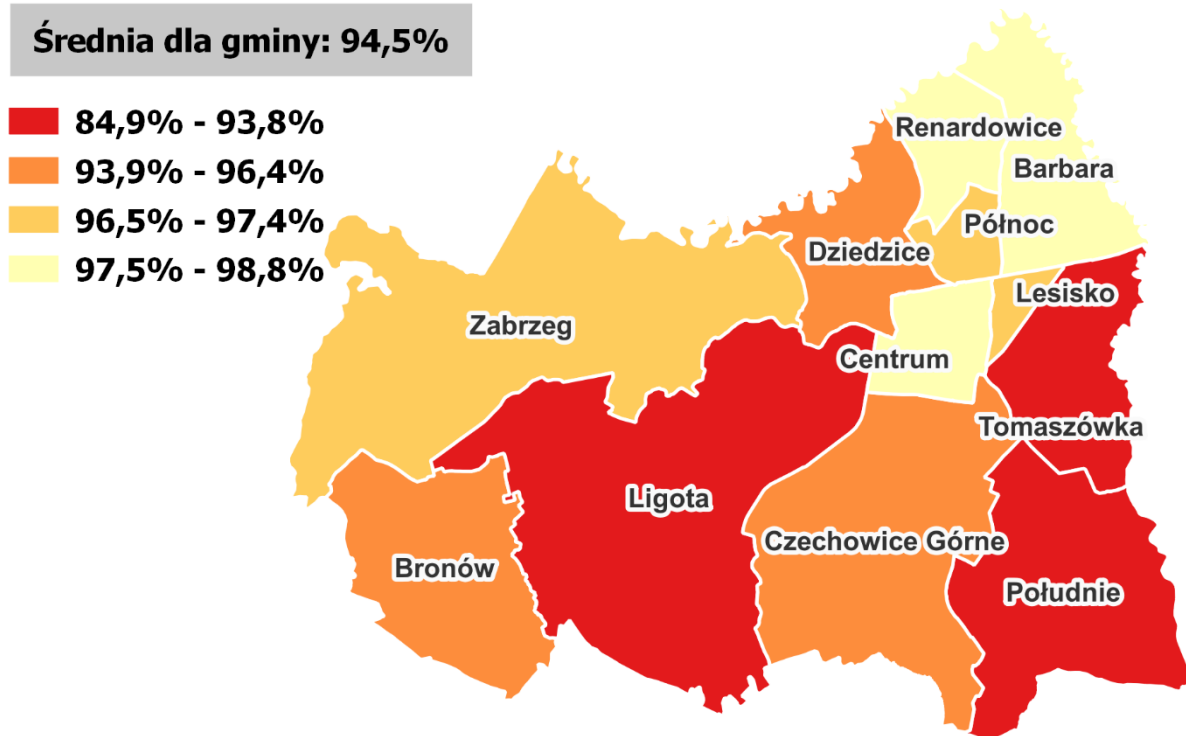 Średnia dla gminy: 94,5%
84,9% - 93,8%
93,9% - 96,4%
96,5% - 97,4%
97,5% - 98,8%
Renardowice
Barbara
Północ
Dziedzice
Lesisko
Zabrzeg
Centrum
Tomaszówka
Ligota
Czechowice Górne
Bronów
Południe